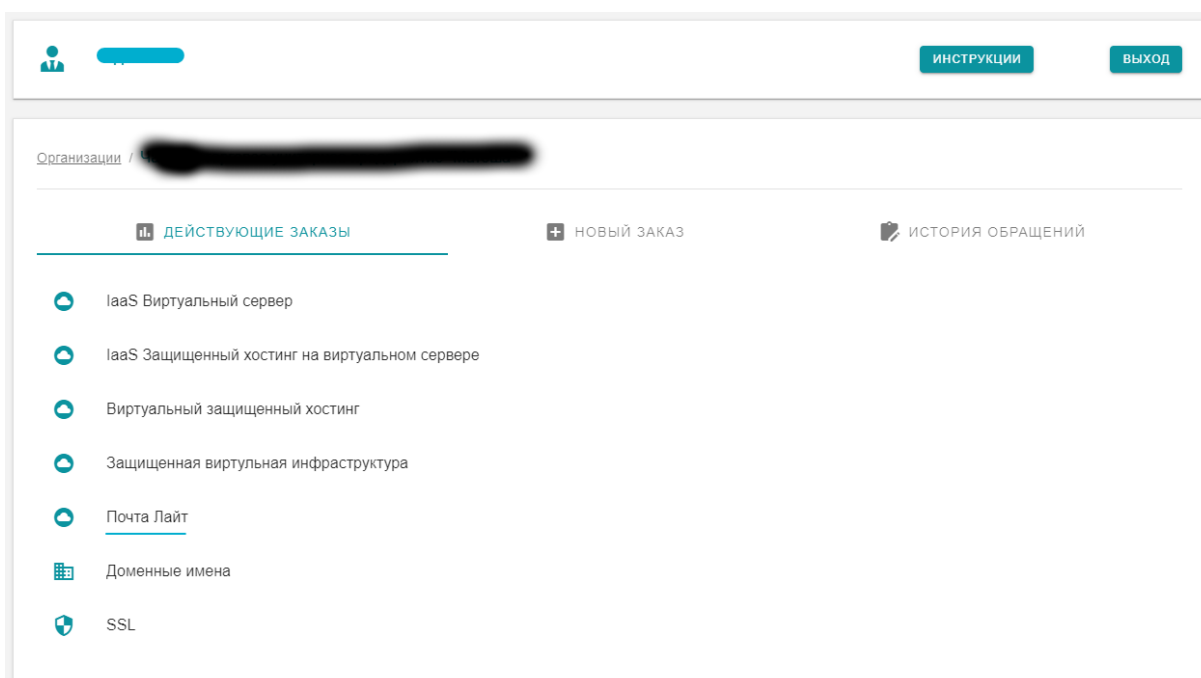 ИНСТРУКЦИИ
ВЫХОД
Организации /
ДЕЙСТВУЮЩИЕ ЗАКАЗЫ
НОВЫЙ ЗАКАЗ
ИСТОРИЯ ОБРАЩЕНИЙ
IaaS Виртуальный сервер
IaaS Защищенный хостинг на виртуальном сервере
Виртуальный защищенный хостинг
Защищенная виртульная инфраструктура
Почта Лайт
Доменные имена
SSL